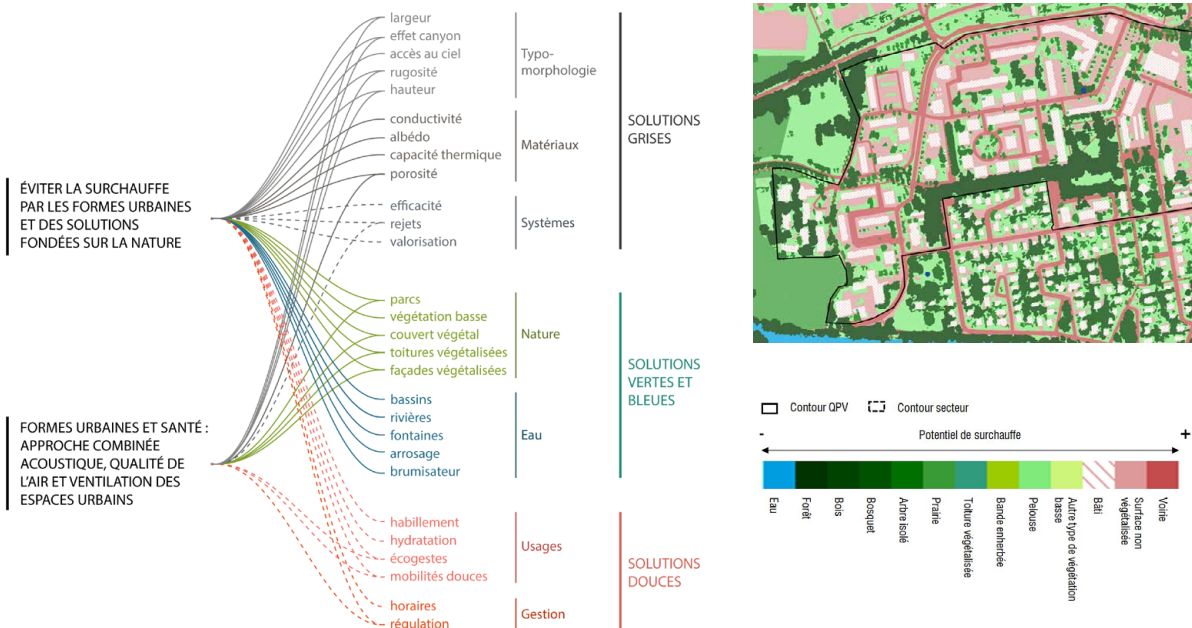 ÉVITER LA SURCHAUFFE
PAR LES FORMES URBAINES
ET DES SOLUTIONS
FONDÉES SUR LA NATURE
FORMES URBAINES ET SANTÉ :
APPROCHE COMBINÉE
ACOUSTIQUE, QUALITÉ DE
L'AIR ET VENTILATION DES
ESPACES URBAINS
largeur
effet canyon
accès au ciel
rugosité
hauteur
Typo-
morphologie
conductivité
albédo
capacité thermique
porosité
Matériaux
efficacité
rejets
valorisation
Systèmes
SOLUTIONS
GRISES
parcs
végétation basse
couvert végétal
toitures végétalisées
façades végétalisées
Nature
bassins
rivières
fontaines
arrosage
brumisateur
Eau
SOLUTIONS
VERTES ET
BLEUES
habillement
hydratation
écogestes
mobilités douces
Usages
horaires
régulation
Gestion
SOLUTIONS
DOUCES
Contour QPV
Contour secteur
- Potentiel de surchauffe +
Eau
Forêt
Bois
Bosquet
Arbre isolé
Prairie
Toiture végétalisée
Bande enherbée
Pelouse
Autre type de végétation
basse
Bâti
Surface non
végétalisée
Voirie